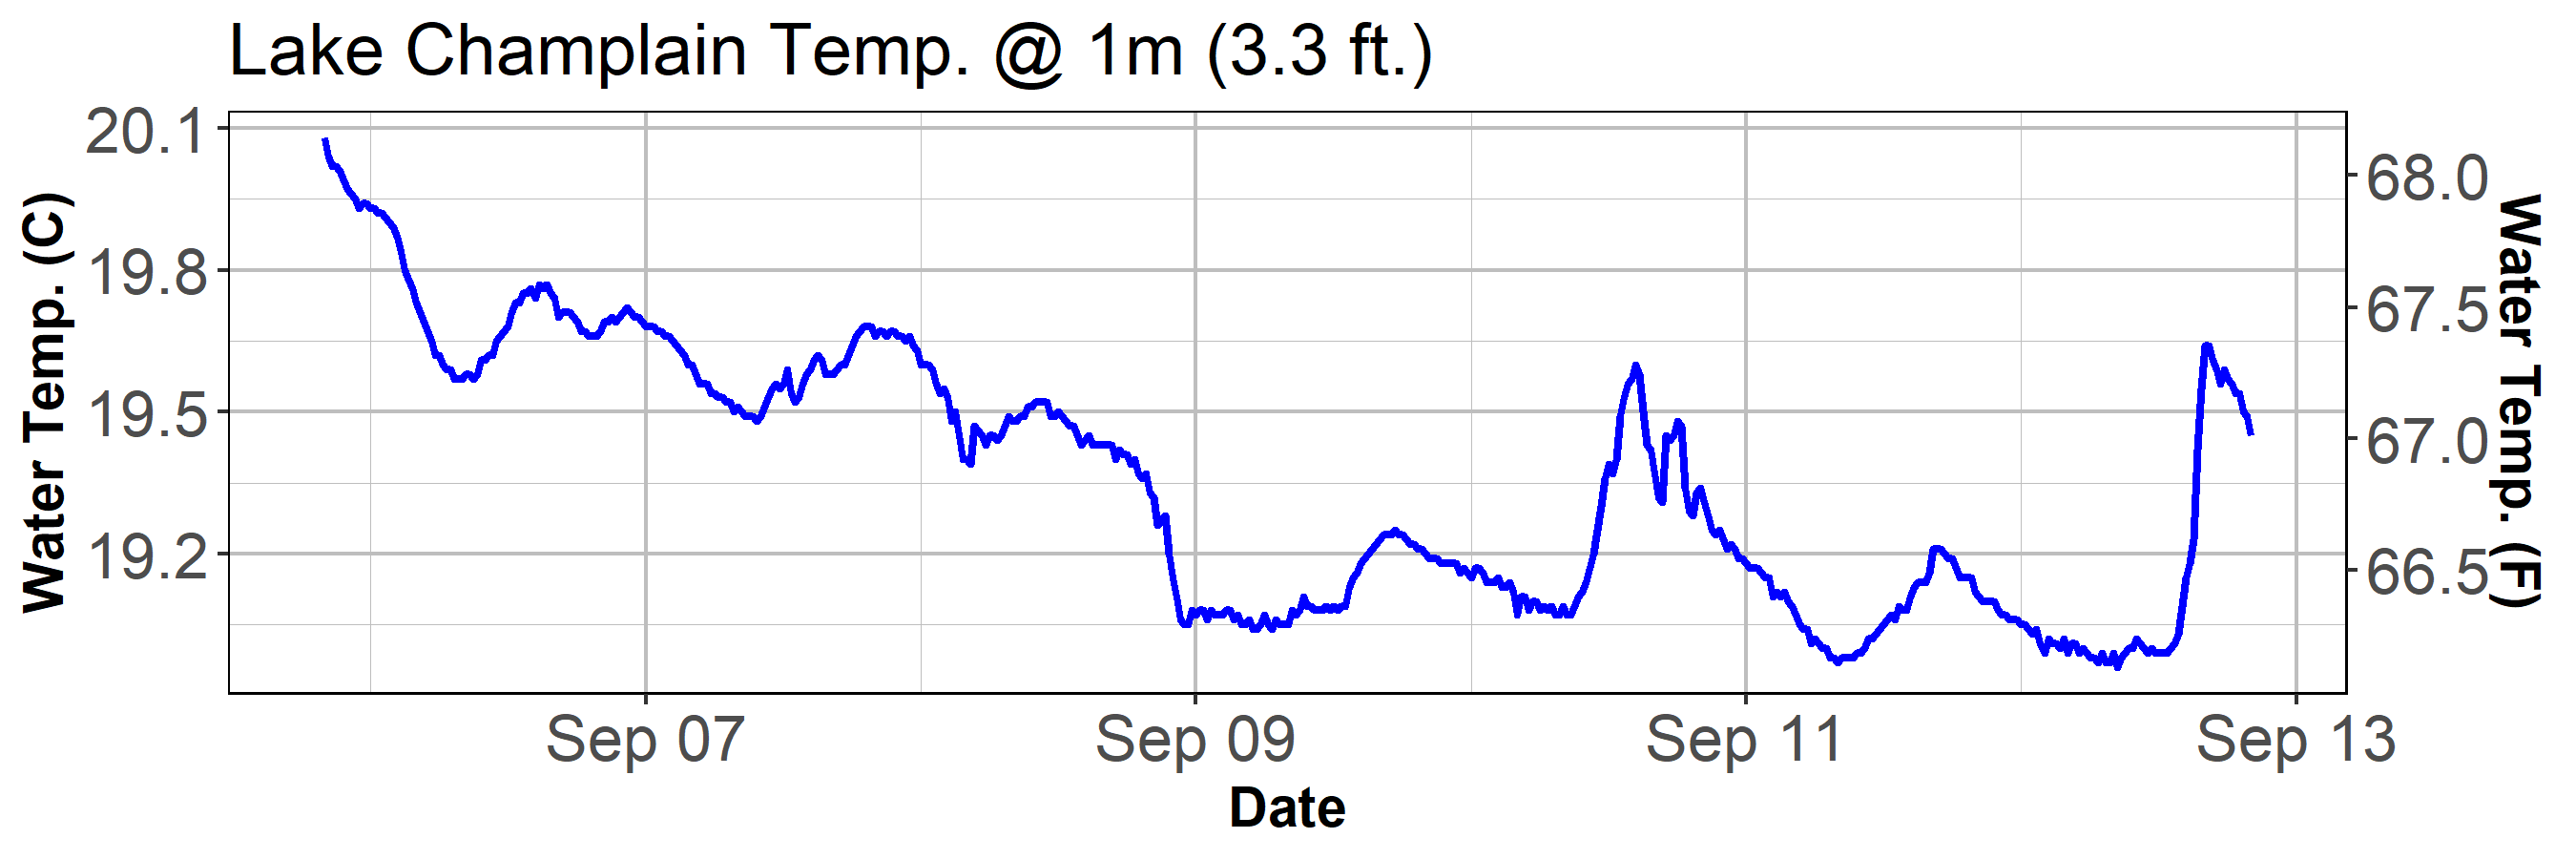 Lake Champlain Temp. @ 1m (3.3 ft.)
Water Temp. (C)
20.1
19.8
19.5
19.2
68.0
67.5
67.0
66.5
Water Temp. (F)
Sep 07
Sep 09
Sep 11
Sep 13
Date